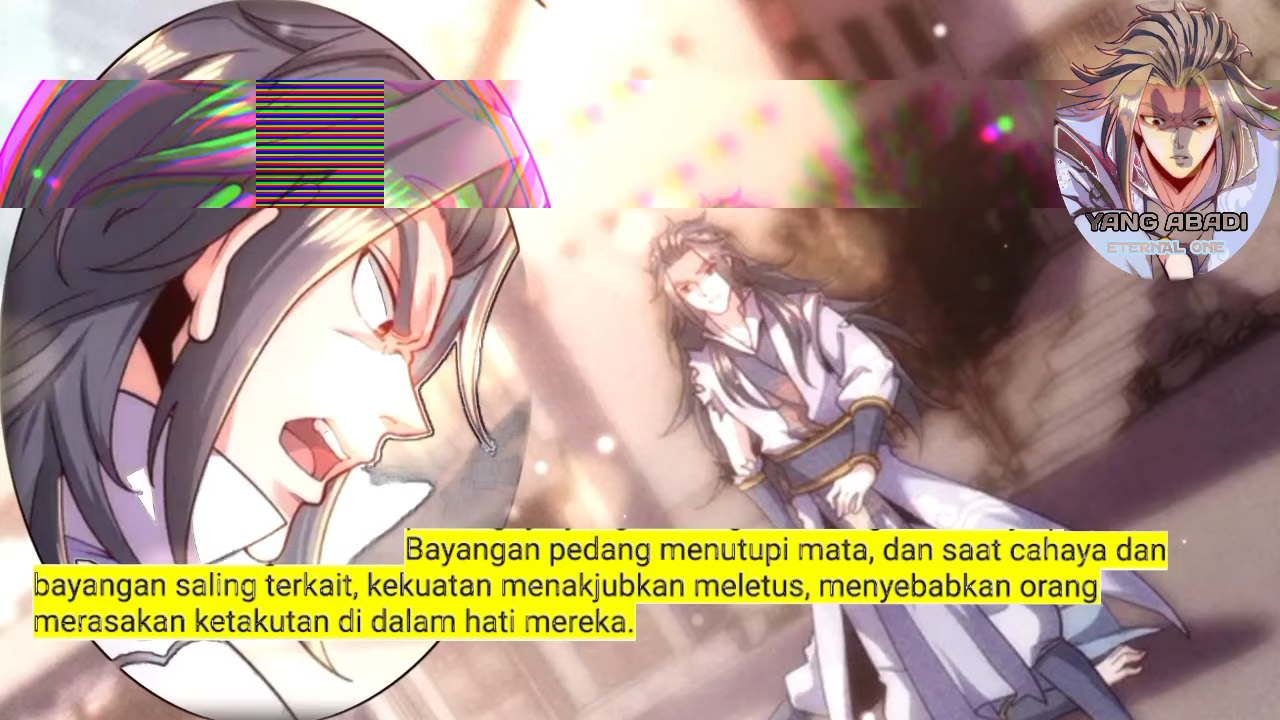 YANG ABADI
ETERNAL ONE
Bayangan pedang menutupi mata, dan saat cahaya dan
bayangan saling terkait, kekuatan menakjubkan meletus, menyebabkan orang
merasakan ketakutan di dalam hati mereka.